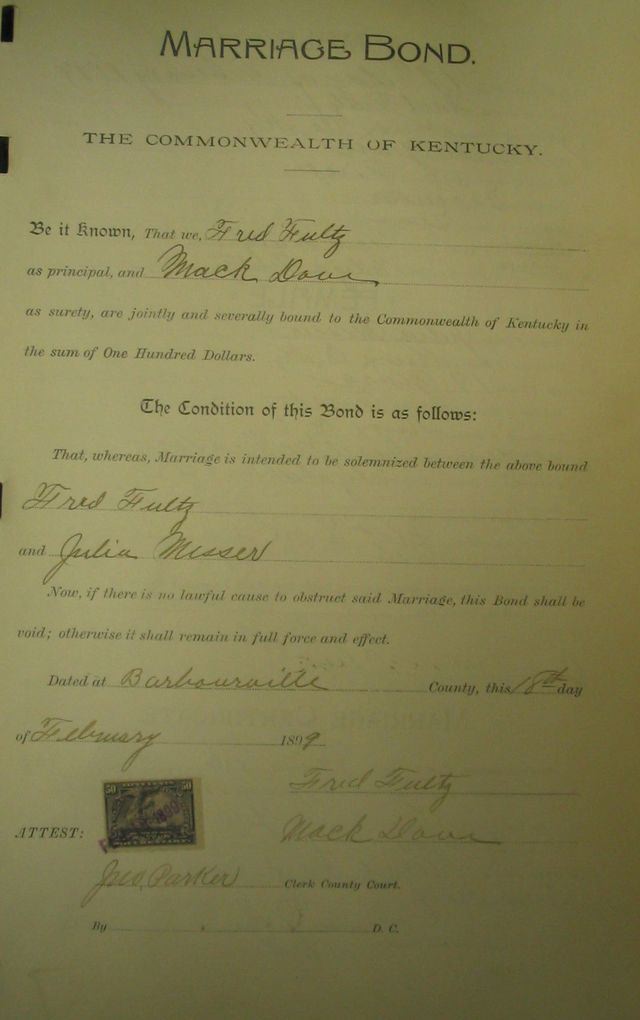 MARRIAGE BOND.
THE COMMONWEALTH OF KENTUCKY.
Be it Known, That we, Fred Fultz
as principal, and Mack
as surety, are jointly and severally bound to the Commonwealth of Kentucky in
the sum of One Hundred Dollars.
The Condition of this Bond is as follows:
That, whereas, Marriage is intended to be solemnized between the above bound
Fred Fultz
and Julia Messer
Now, if there is no lawful cause to obstruct said Marriage, this Bond shall be
void; otherwise it shall remain in full force and effect.
Dated at Barbourville County, this 18th day
of February 1899.
50 50
Fred Fultz
ATTEST: Mack
Jno. Parker Clerk County Court.
By D. C.